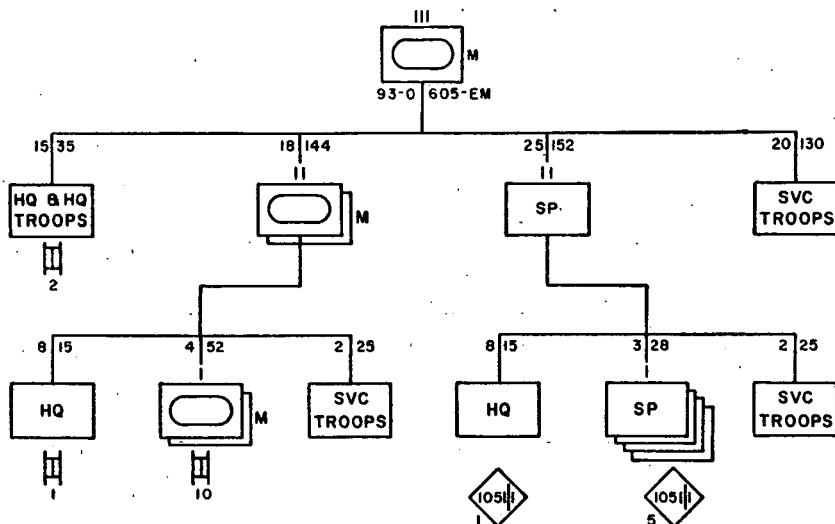 III
M
93-0 605-EM
15 35
18 144
25 152
20 130
II
II
HQ & HQ
TROOPS
M
SP
SVC
TROOPS
2
8 15
4 52
2 25
8 15
3 28
2 25
I
I
HQ
M
SVC
TROOPS
HQ
SP
SVC
TROOPS
1
10
105
1
105
5